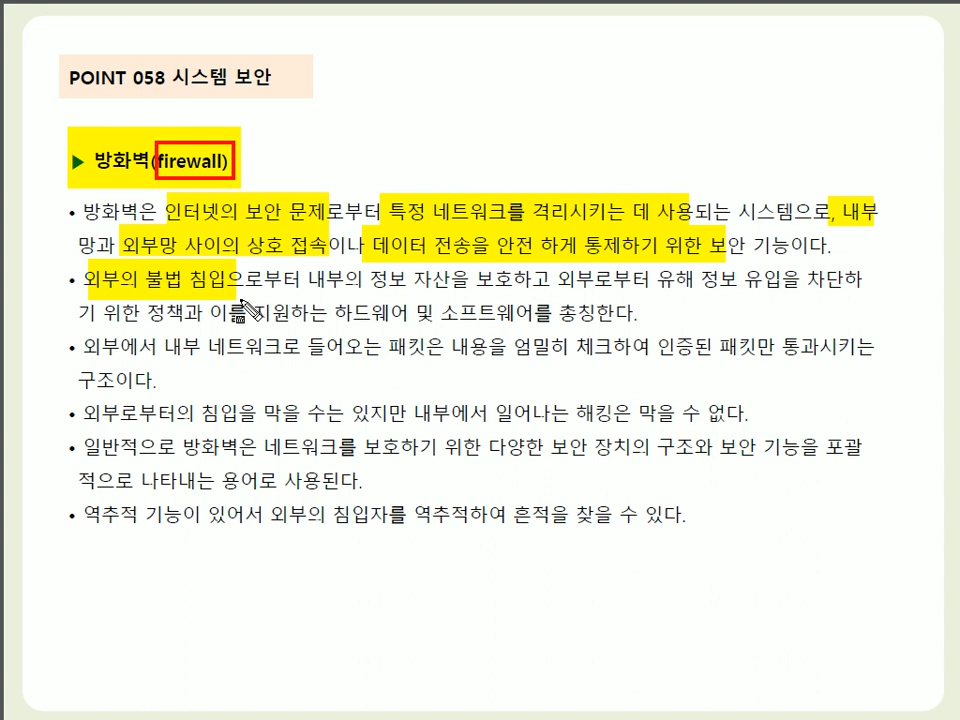 POINT 058 시스템 보안
▶ 방화벽(firewall)
• 방화벽은 인터넷의 보안 문제로부터 특정 네트워크를 격리시키는 데 사용되는 시스템으로, 내부
망과 외부망 사이의 상호 접속이나 데이터 전송을 안전 하게 통제하기 위한 보안 기능이다.
• 외부의 불법 침입으로부터 내부의 정보 자산을 보호하고 외부로부터 유해 정보 유입을 차단하
기 위한 정책과 이를 지원하는 하드웨어 및 소프트웨어를 총칭한다.
• 외부에서 내부 네트워크로 들어오는 패킷은 내용을 엄밀히 체크하여 인증된 패킷만 통과시키는
구조이다.
• 외부로부터의 침입을 막을 수는 있지만 내부에서 일어나는 해킹은 막을 수 없다.
• 일반적으로 방화벽은 네트워크를 보호하기 위한 다양한 보안 장치의 구조와 보안 기능을 포괄
적으로 나타내는 용어로 사용된다.
• 역추적 기능이 있어서 외부의 침입자를 역추적하여 흔적을 찾을 수 있다.